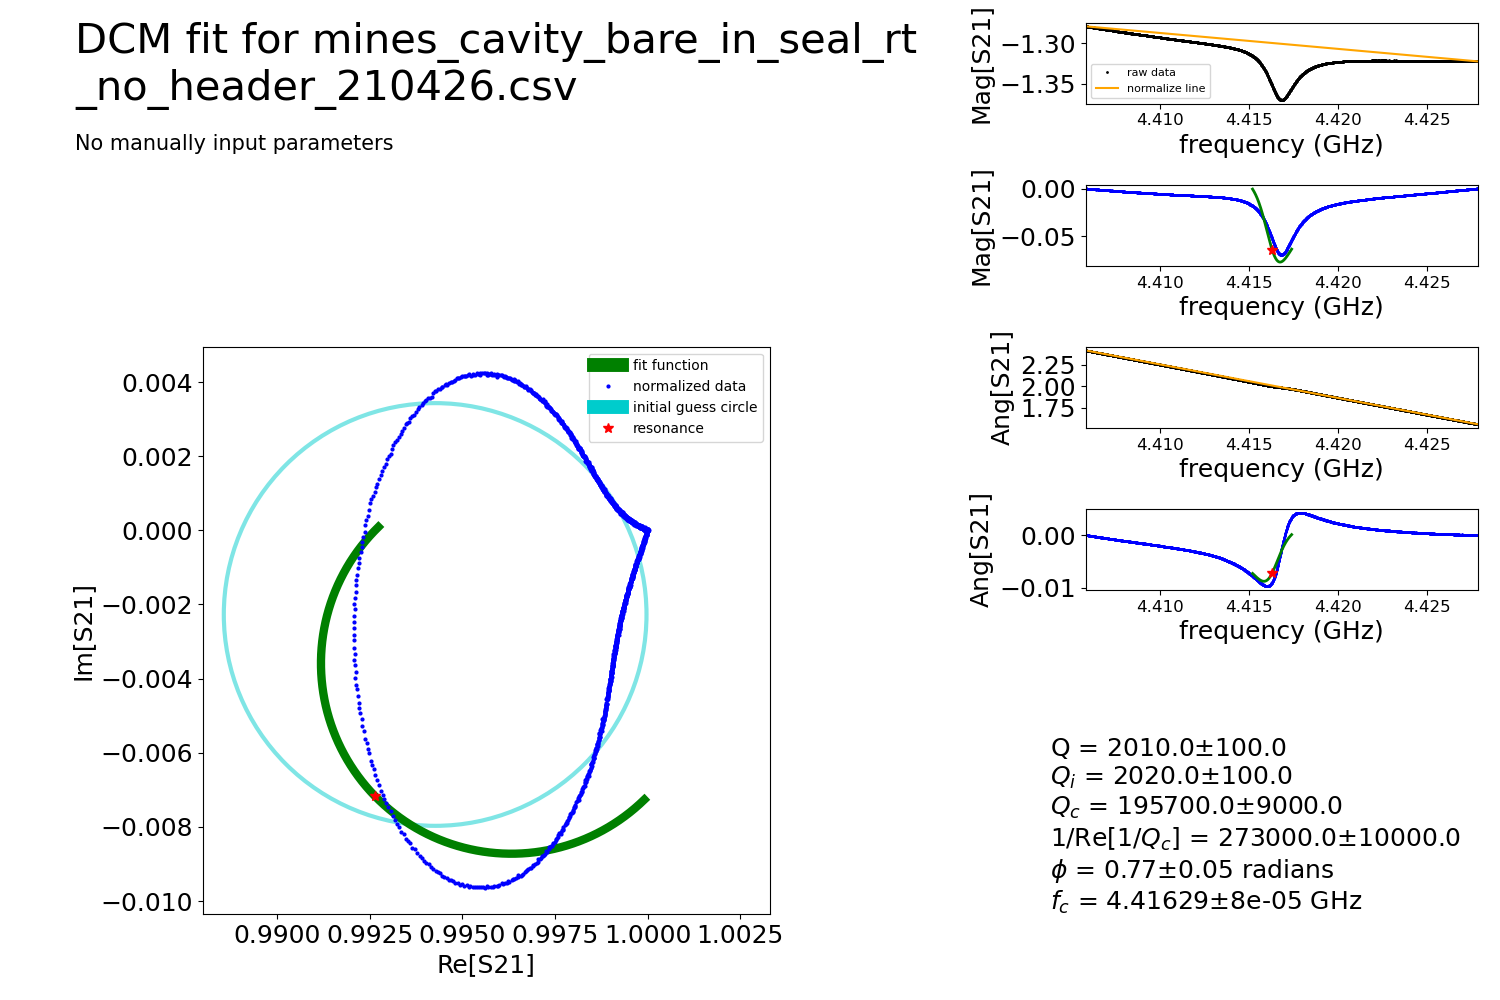 DCM fit for mines_cavity_bare_in_seal_rt
_no_header_210426.csv
No manually input parameters
Mag[S21]
−1.30
−1.35
raw data
normalize line
4.410 4.415 4.420 4.425
frequency (GHz)
Mag[S21]
0.00
−0.05
4.410 4.415 4.420 4.425
frequency (GHz)
Ang[S21]
2.25
2.00
1.75
4.410 4.415 4.420 4.425
frequency (GHz)
Ang[S21]
0.00
−0.01
4.410 4.415 4.420 4.425
frequency (GHz)
Im[S21]
0.004
0.002
0.000
−0.002
−0.004
−0.006
−0.008
−0.010
fit function
normalized data
initial guess circle
resonance
0.9900 0.9925 0.9950 0.9975 1.0000 1.0025
Re[S21]
Q = 2010.0±100.0
Q_i = 2020.0±100.0
Q_c = 195700.0±9000.0
1/Re[1/Q_c] = 273000.0±10000.0
ϕ = 0.77±0.05 radians
f_c = 4.41629±8e-05 GHz